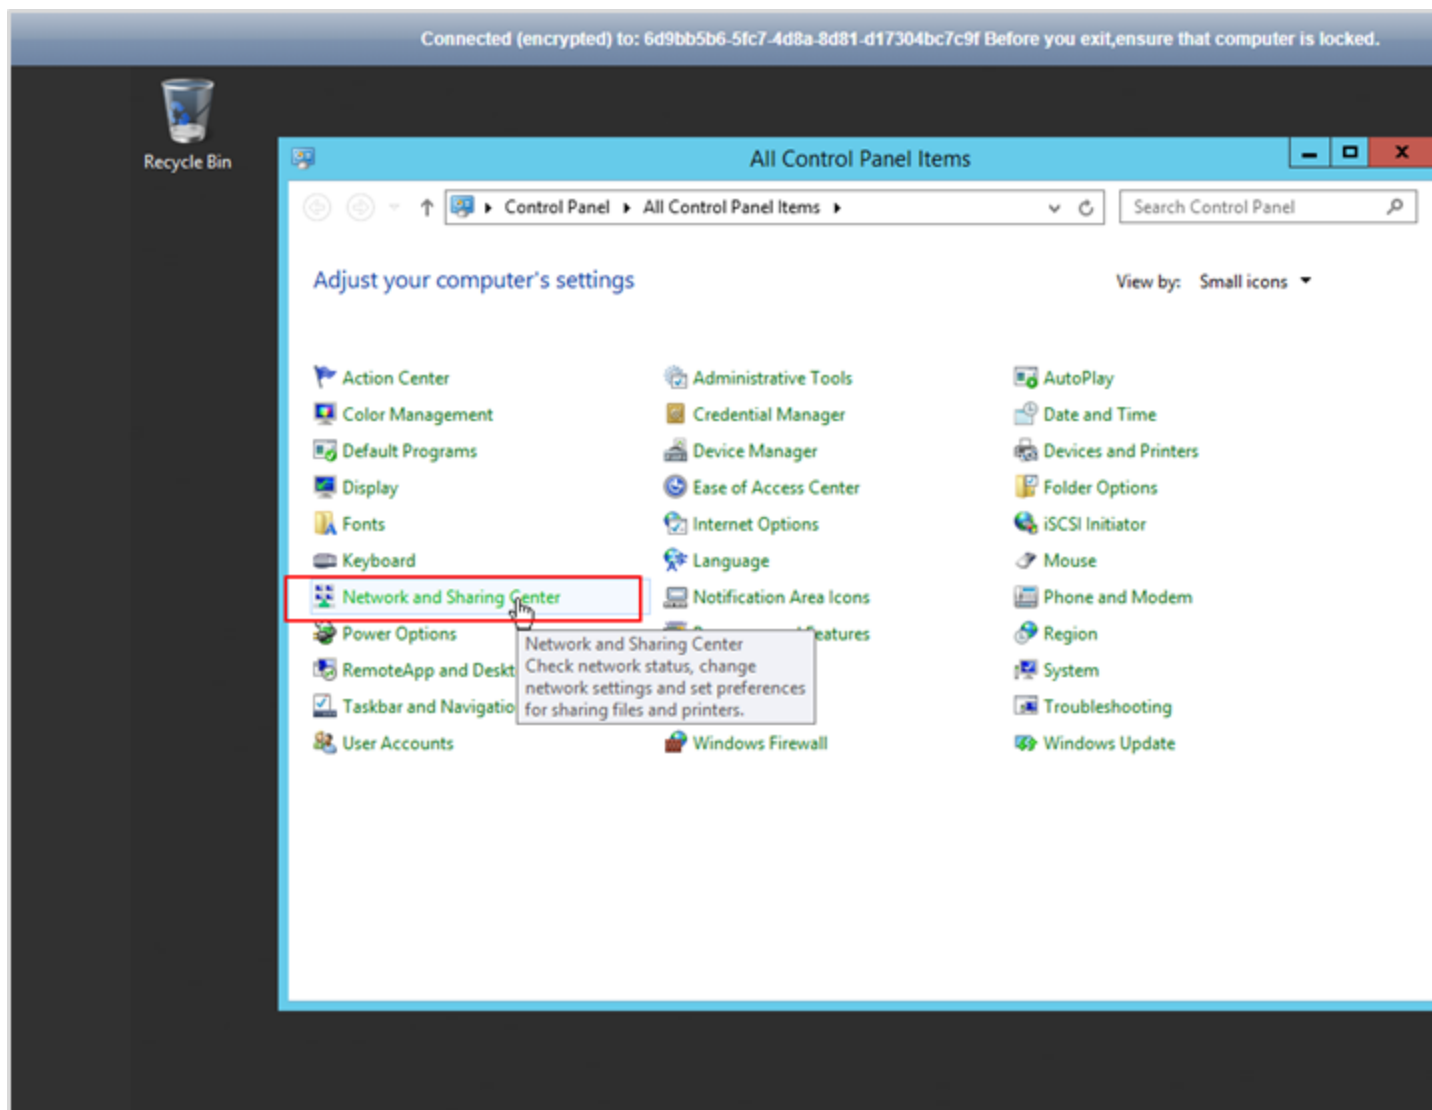 Connected (encrypted) to: 6d9bb5b6-5fc7-4d8a-8d81-d17304bc7c9f Before you exit,ensure that computer is locked.
Recycle Bin
All Control Panel Items
Control Panel All Control Panel Items
Search Control Panel
Adjust your computer's settings
View by: Small icons
Action Center
Administrative Tools
AutoPlay
Color Management
Credential Manager
Date and Time
Default Programs
Device Manager
Devices and Printers
Display
Ease of Access Center
Folder Options
Fonts
Internet Options
iSCSI Initiator
Keyboard
Language
Mouse
Network and Sharing Center
Notification Area Icons
Phone and Modem
Power Options
Region
RemoteApp and
System
Taskbar and
Troubleshooting
User Accounts
Windows Firewall
Windows Update
Network and Sharing Center
Check network status, change
network settings and set preferences
for sharing files and printers.